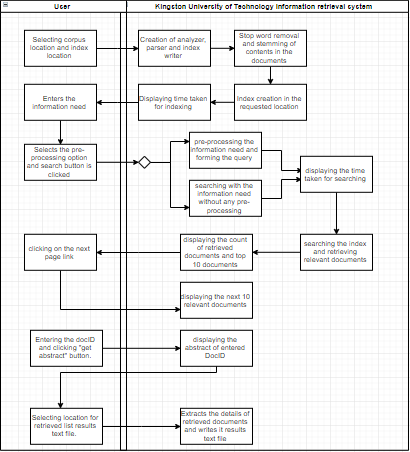 User
Kingston University of Technology Information retrieval system
Selecting corpus
location and index
location
Creation of analyzer,
parser and index
writer
Stop word removal
and stemming of
contents in the
documents
Enters the
information need
Displaying time taken
for indexing
Index creation in the
requested location
Selects the pre-
processing option
and search button is
clicked
pre-processing the
information need and
forming the query
searching with the
information need
without any pre-
processing
displaying the time
taken for searching
clicking on the next
page link
displaying the count
of retrieved
documents and top
10 documents
searching the index
and retrieving
relevant documents
displaying the next 10
relevant documents
Entering the docID
and clicking "get
abstract" button.
displaying the
abstract of entered
DocID
Selecting location for
retrieved list results
text file.
Extracts the details of
retrieved documents
and writes it results
text file